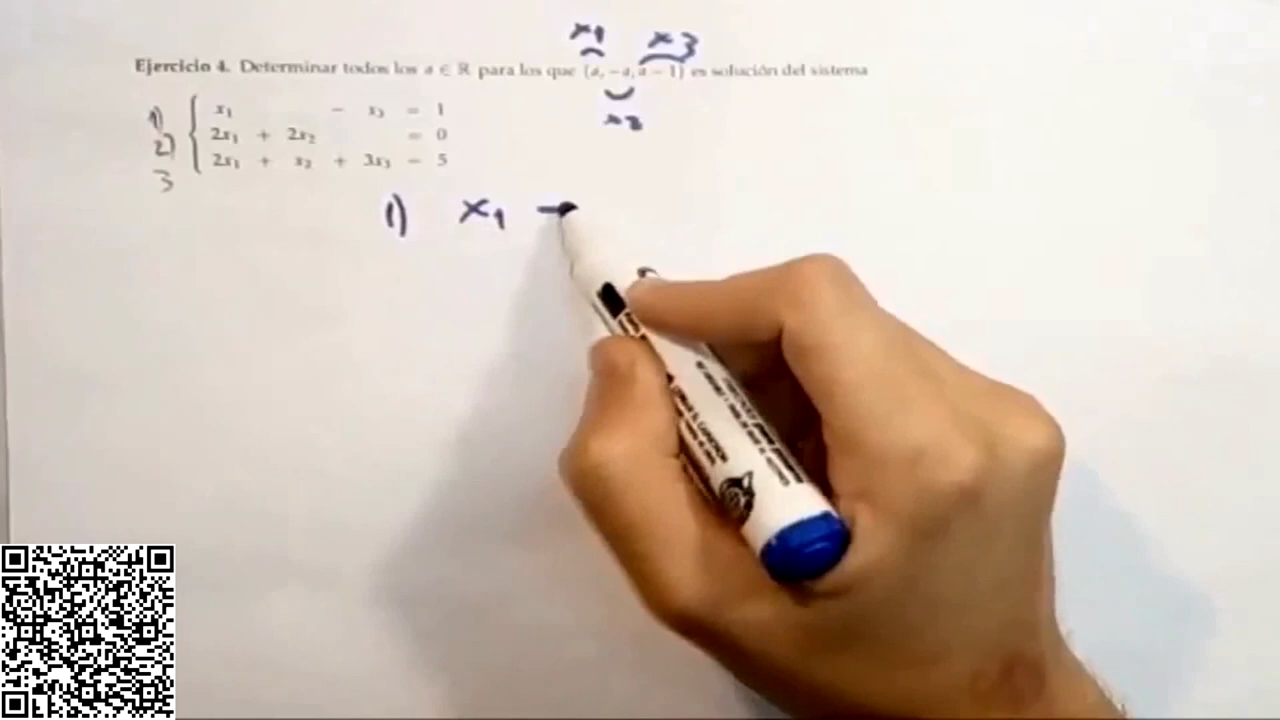 x1 x3
Ejercicio 4. Determinar todos los a ∈ ℝ para los que (a, −a, a − 1) es solución del sistema
x2
1) x₁ − x₃ = 1
2) 2x₁ + 2x₂ = 0
3 2x₁ + x₂ + 3x₃ = 5
1) x1 −